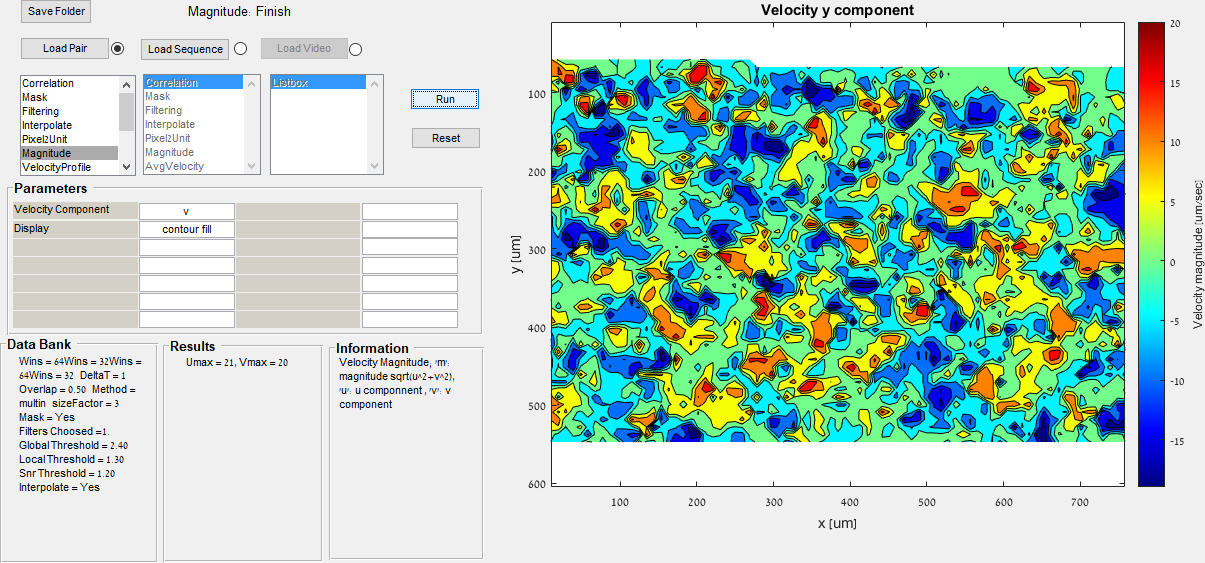 Save Folder
Magnitude: Finish
Load Pair
Load Sequence
Load Video
Correlation
Mask
Filtering
Interpolate
Pixel2Unit
Magnitude
VelocityProfile
Correlation
Mask
Filtering
Interpolate
Pixel2Unit
Magnitude
AvgVelocity
Listbox
Run
Reset
Parameters
Velocity Component
v
Display
contour fill
Data Bank
Wins = 64Wins = 32Wins =
64Wins = 32 DeltaT = 1
Overlap = 0.50 Method =
multin sizeFactor = 3
Mask = Yes
Filters Choosed =1.
Global Threshold = 2.40
Local Threshold = 1.30
Snr Threshold = 1.20
Interpolate = Yes
Results
Umax = 21, Vmax = 20
Information
Velocity Magnitude, 'm':
magnitude sqrt(u^2+v^2),
'u': u componnent , 'v': v
component
Velocity y component
100
200
300
400
500
600
y [um]
100
200
300
400
500
600
700
x [um]
20
15
10
5
0
-5
-10
-15
Velocity magnitude [um/sec]